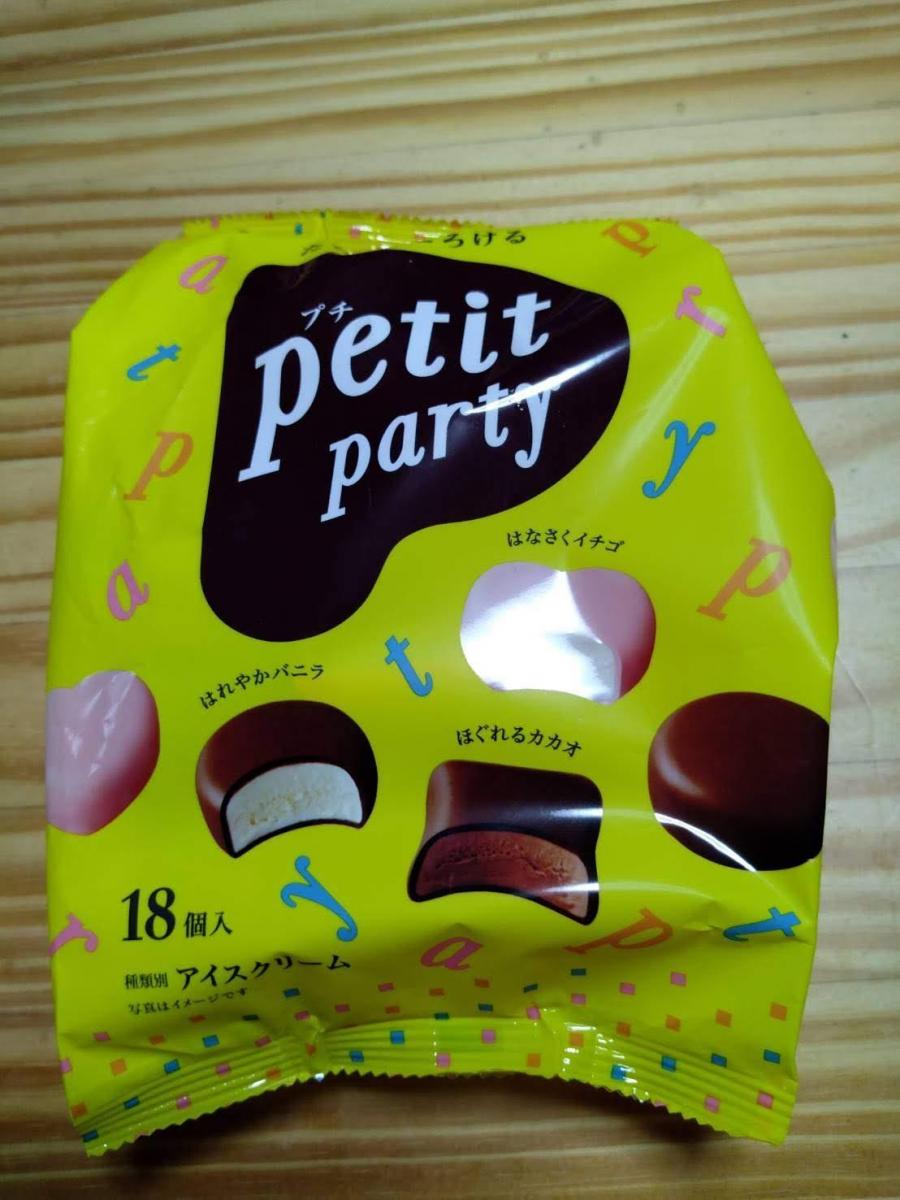 ろける
プチ
petit
party
はなさくイチゴ
はれやかバニラ
ほぐれるカカオ
18個入
種類別 アイスクリーム
写真はイメージです
a
t
p
a
p
r
y
p
t
y
r
a
p
t